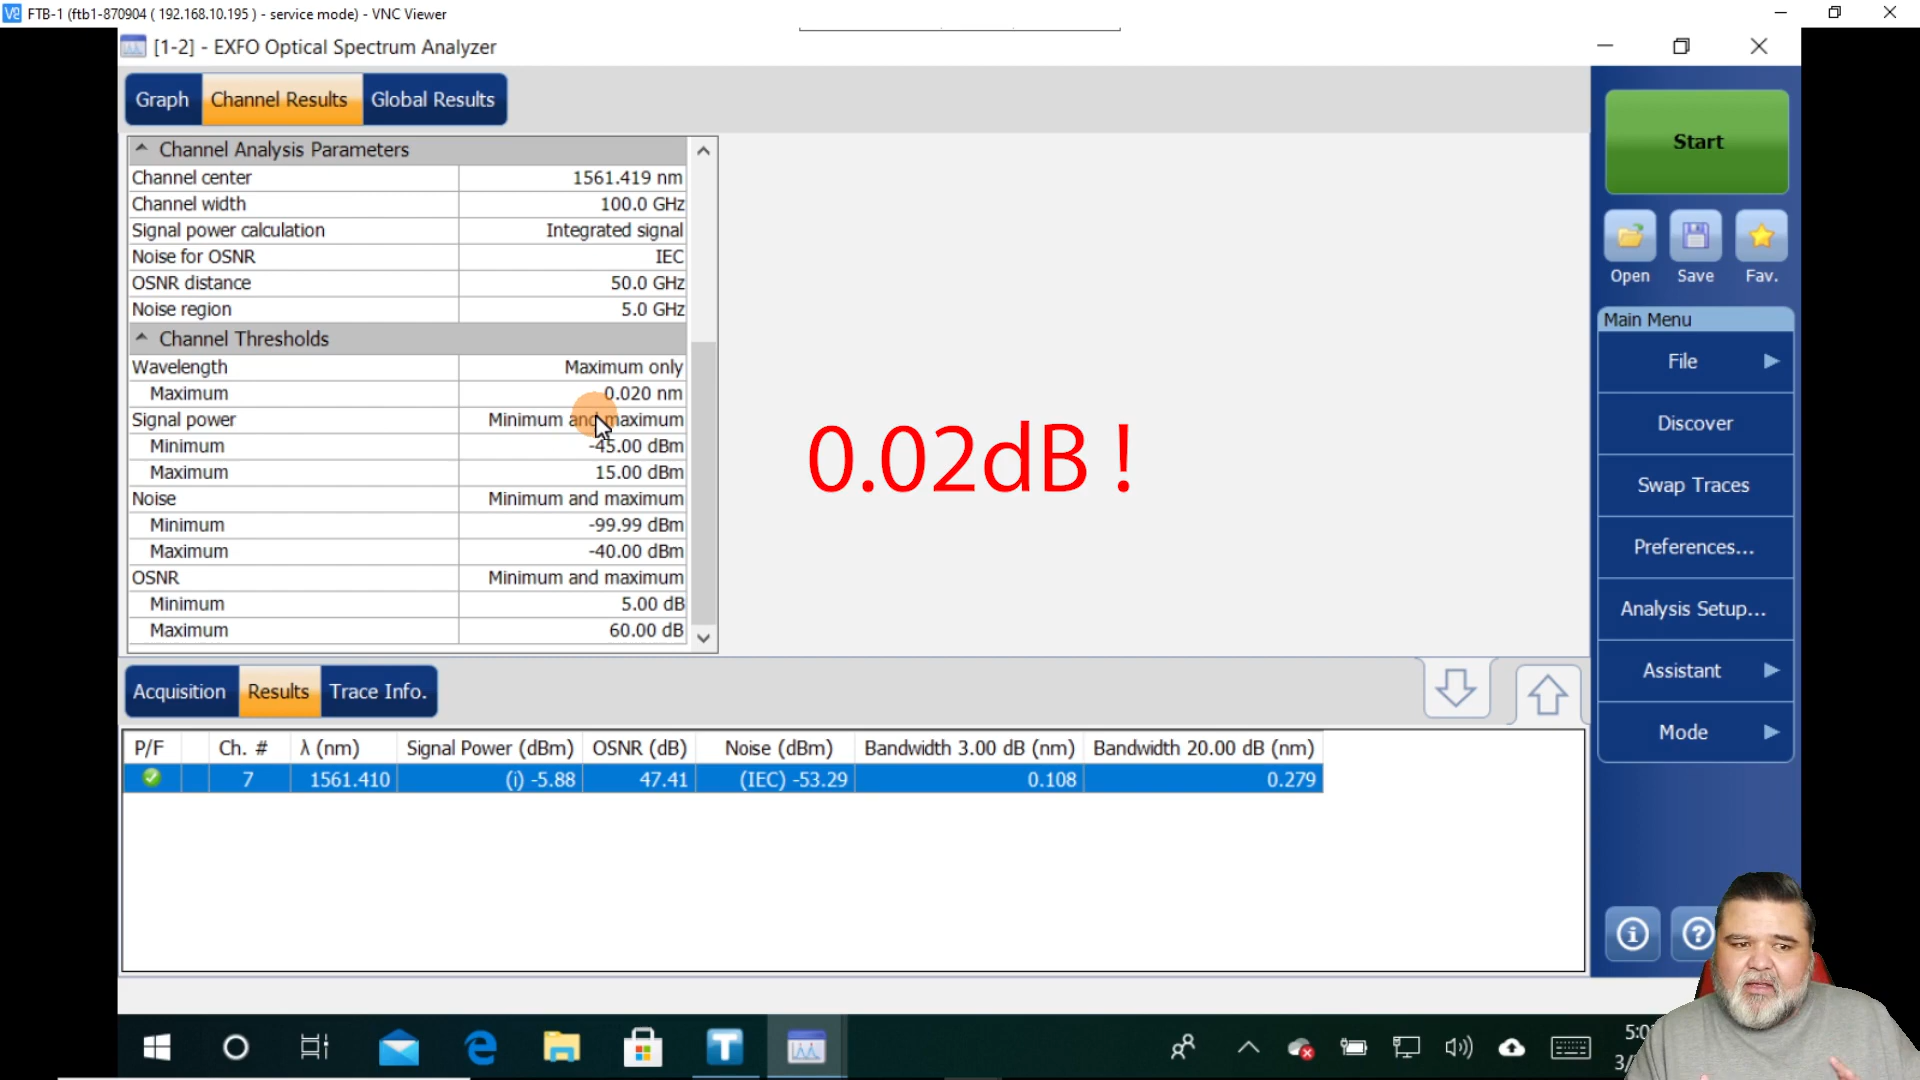 FTB-1 (ftb1-870904 ( 192.168.10.195 ) - service mode) - VNC Viewer
[1-2] - EXFO Optical Spectrum Analyzer
Graph Channel Results Global Results
Channel Analysis Parameters
Channel center 1561.419 nm
Channel width 100.0 GHz
Signal power calculation Integrated signal
Noise for OSNR IEC
OSNR distance 50.0 GHz
Noise region 5.0 GHz
Channel Thresholds
Wavelength Maximum only
Maximum 0.020 nm
Signal power Minimum and maximum
Minimum -45.00 dBm
Maximum 15.00 dBm
Noise Minimum and maximum
Minimum -99.99 dBm
Maximum -40.00 dBm
OSNR Minimum and maximum
Minimum 5.00 dB
Maximum 60.00 dB
0.02dB !
Start
Open Save Fav.
Main Menu
File
Discover
Swap Traces
Preferences...
Analysis Setup...
Assistant
Mode
Acquisition Results Trace Info.
P/F Ch. # λ (nm) Signal Power (dBm) OSNR (dB) Noise (dBm) Bandwidth 3.00 dB (nm) Bandwidth 20.00 dB (nm)
7 1561.410 (i) -5.88 47.41 (IEC) -53.29 0.108 0.279